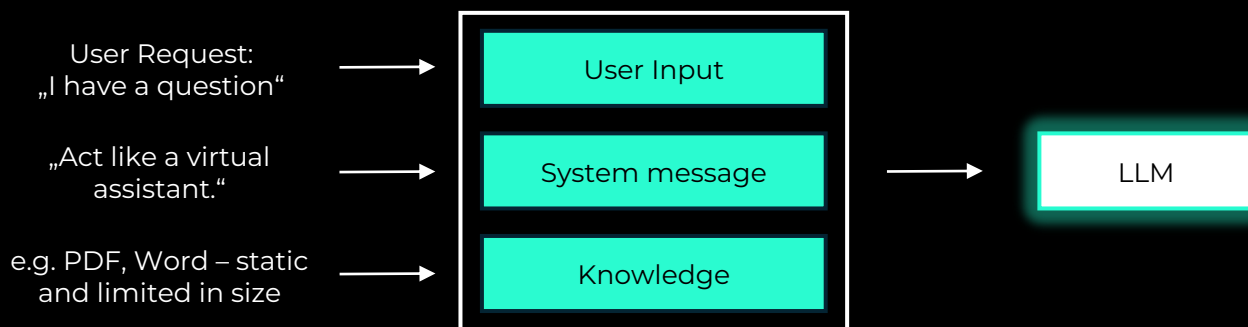 User Request:
„I have a question“
User Input
„Act like a virtual
assistant.“
System message
LLM
e.g. PDF, Word – static
and limited in size
Knowledge